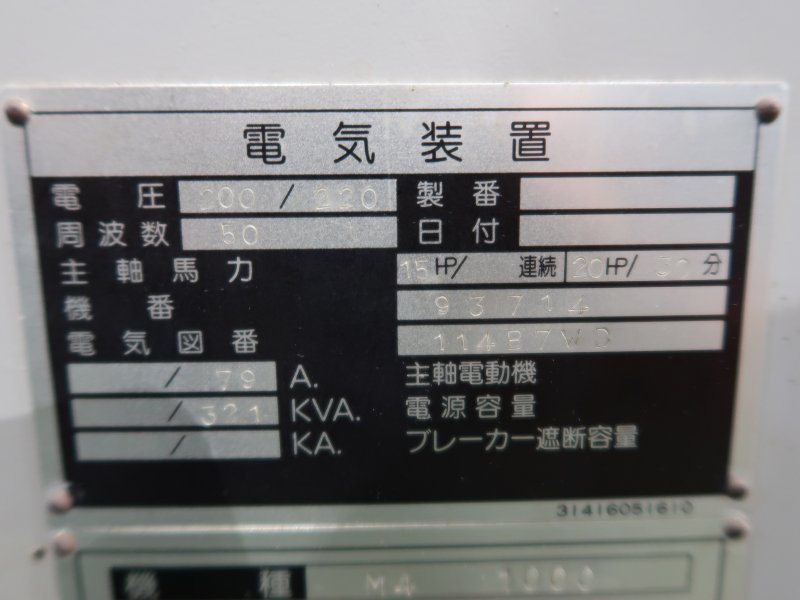 電気装置
電圧 200 / 220 製番
周波数 50 日付
主軸馬力 15HP/ 連続 20HP/ 30分
機番 93714
電気図番 114B7WD
/ 79 A. 主軸電動機
/ 321 KVA. 電源容量
/ KA. ブレーカー遮断容量
31416051610
機種 M4 1000